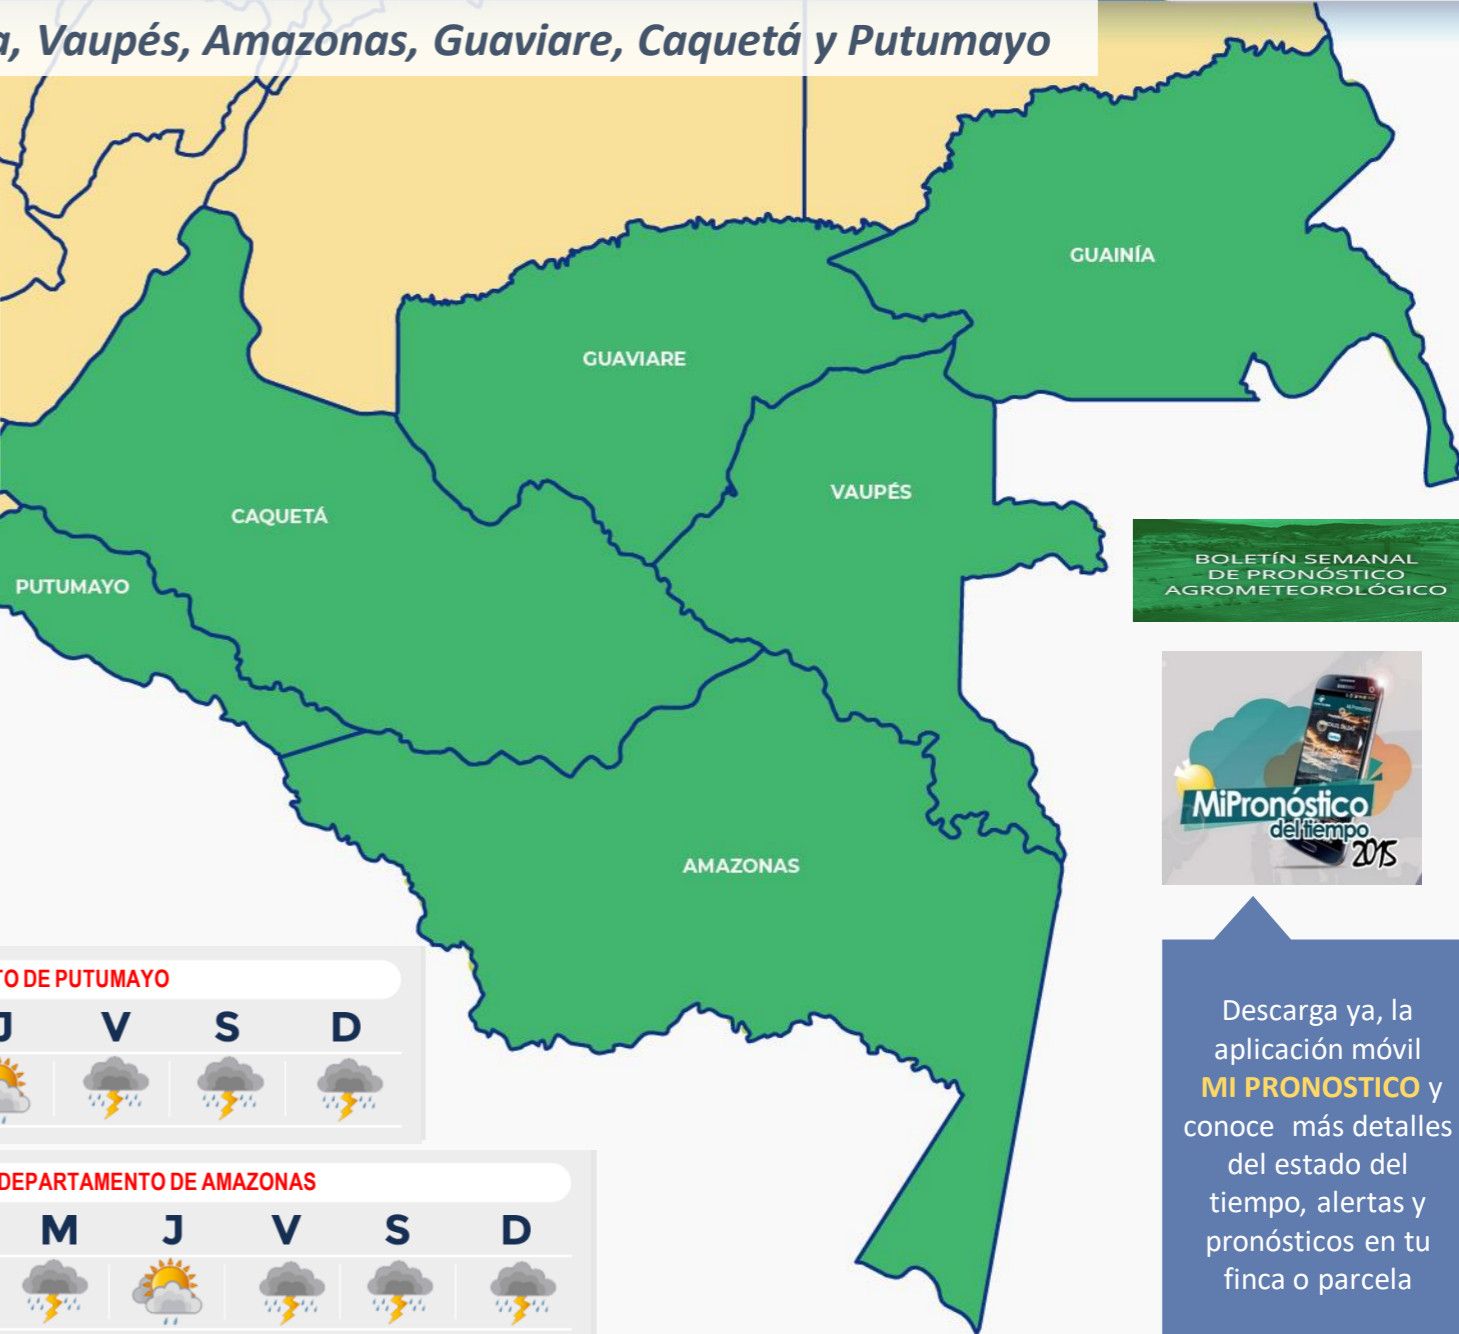 a, Vaupés, Amazonas, Guaviare, Caquetá y Putumayo
GUAINÍA
GUAVIARE
VAUPÉS
CAQUETÁ
PUTUMAYO
AMAZONAS
BOLETÍN SEMANAL
DE PRONÓSTICO
AGROMETEOROLÓGICO
MiPronóstico
del tiempo
2015
Descarga ya, la
aplicación móvil
MI PRONOSTICO y
conoce más detalles
del estado del
tiempo, alertas y
pronósticos en tu
finca o parcela
TO DE PUTUMAYO
J V S D
DEPARTAMENTO DE AMAZONAS
M J V S D